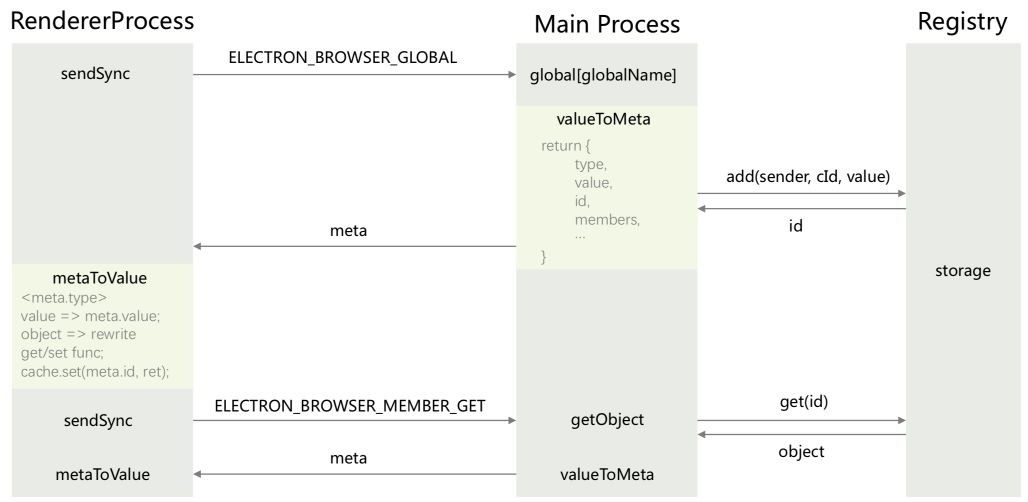 RendererProcess
Main Process
Registry
sendSync
ELECTRON_BROWSER_GLOBAL
global[globalName]
valueToMeta
return {
type,
value,
id,
members,
...
}
add(sender, cId, value)
id
meta
storage
metaToValue
<meta.type>
value => meta.value;
object => rewrite
get/set func;
cache.set(meta.id, ret);
sendSync
ELECTRON_BROWSER_MEMBER_GET
getObject
get(id)
object
metaToValue
meta
valueToMeta